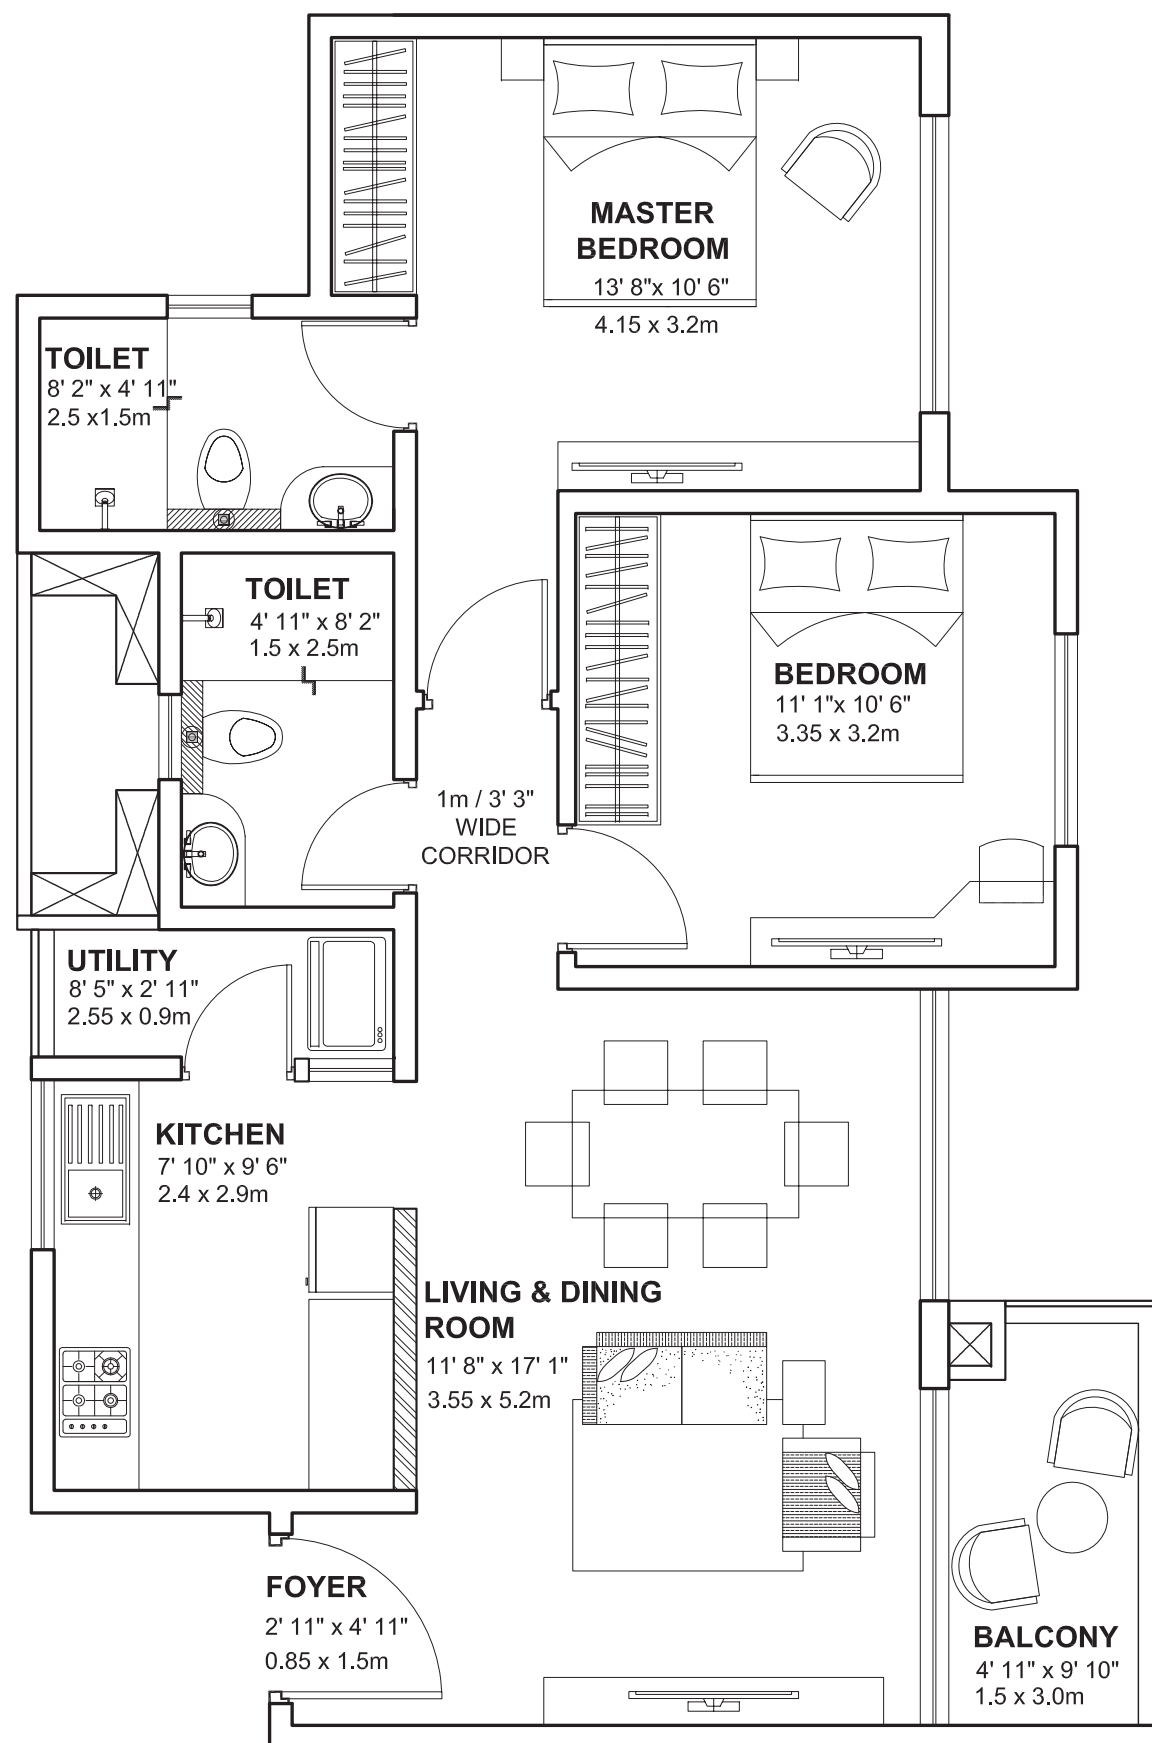 MASTER
BEDROOM
13' 8"x 10' 6"
4.15 x 3.2m
TOILET
8' 2" x 4' 11"
2.5 x1.5m
TOILET
4' 11" x 8' 2"
1.5 x 2.5m
BEDROOM
11' 1"x 10' 6"
3.35 x 3.2m
1m / 3' 3"
WIDE
CORRIDOR
UTILITY
8' 5" x 2' 11"
2.55 x 0.9m
KITCHEN
7' 10" x 9' 6"
2.4 x 2.9m
LIVING & DINING
ROOM
11' 8" x 17' 1"
3.55 x 5.2m
FOYER
2' 11" x 4' 11"
0.85 x 1.5m
BALCONY
4' 11" x 9' 10"
1.5 x 3.0m